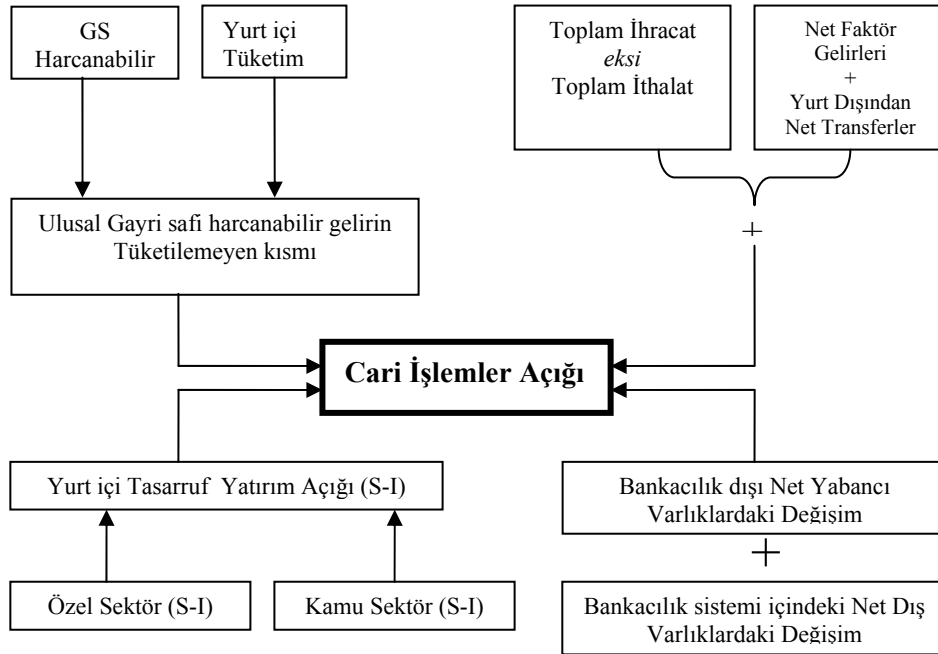 GS
Harcanabilir
Yurt içi
Tüketim
Toplam İhracat
eksi
Toplam İthalat
Net Faktör
Gelirleri
+
Yurt Dışından
Net Transferler
Ulusal Gayri safi harcanabilir gelirin
Tüketilemeyen kısmı
+
Cari İşlemler Açığı
Yurt içi Tasarruf Yatırım Açığı (S-I)
Özel Sektör (S-I)
Kamu Sektör (S-I)
Bankacılık dışı Net Yabancı
Varlıklardaki Değişim
+
Bankacılık sistemi içindeki Net Dış
Varlıklardaki Değişim